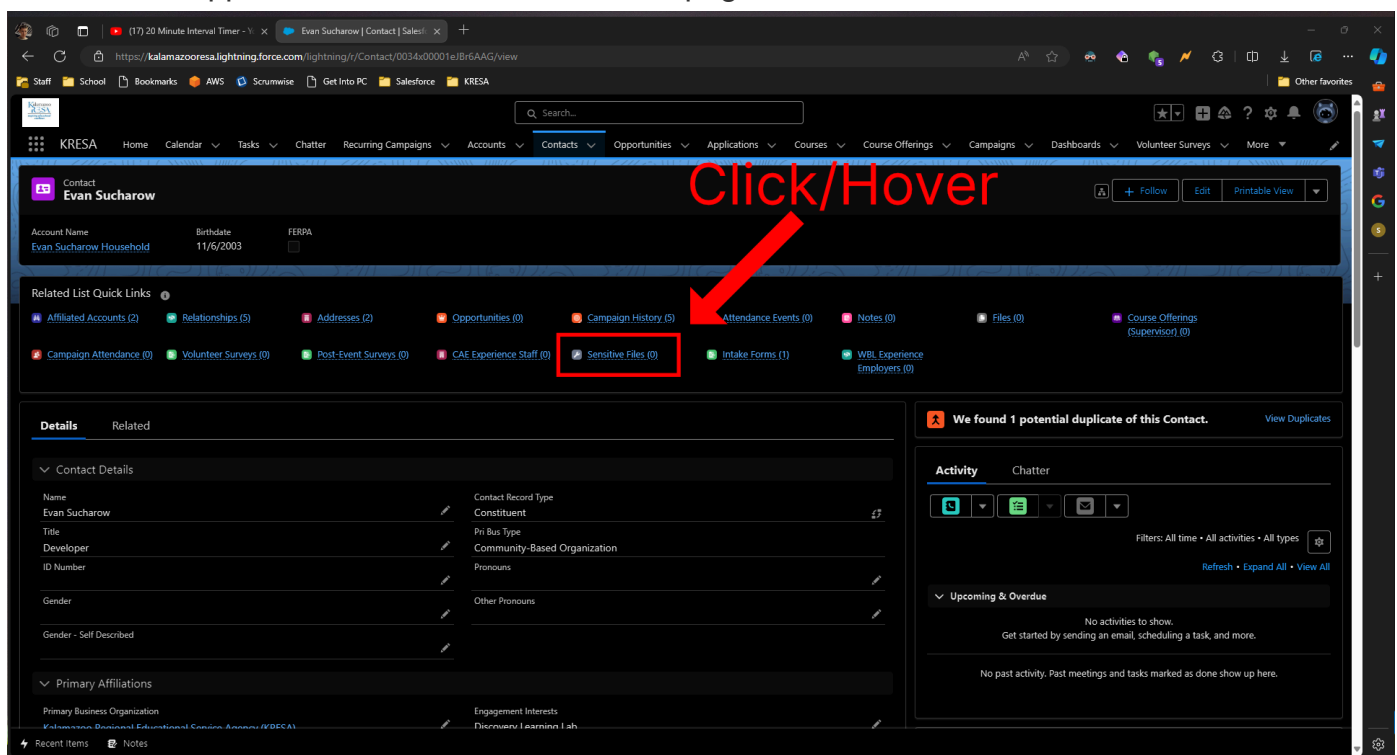 (17) 20 Minute Interval Timer - Y
Evan Sucharow | Contact | Salesf
https://kalamazooresa.lightning.force.com/lightning/r/Contact/0034x00001eJBr6AAG/view
Staff School Bookmarks AWS Scrumwise Get Into PC Salesforce KRESA Other favorites
Search...
KRESA Home Calendar Tasks Chatter Recurring Campaigns Accounts Contacts Opportunities Applications Courses Course Offerings Campaigns Dashboards Volunteer Surveys More
Click/Hover
Contact
Evan Sucharow
+ Follow Edit Printable View
Account Name Birthdate FERPA
Evan Sucharow Household 11/6/2003
Related List Quick Links
Affiliated Accounts (2) Relationships (5) Addresses (2) Opportunities (0) Campaign History (5) Attendance Events (0) Notes (0) Files (0) Course Offerings
(Supervisor) (0)
Campaign Attendance (0) Volunteer Surveys (0) Post-Event Surveys (0) CAE Experience Staff (0) Sensitive Files (0) Intake Forms (1) WBL Experience
Employers (0)
Details Related
Contact Details
Name
Evan Sucharow
Contact Record Type
Constituent
Title
Developer
Pri Bus Type
Community-Based Organization
ID Number
Pronouns
Gender
Other Pronouns
Gender - Self Described
Primary Affiliations
Primary Business Organization
Kalamazoo Regional Educational Service Agency (KRESA)
Engagement Interests
Discovery Learning Lab
We found 1 potential duplicate of this Contact. View Duplicates
Activity Chatter
Filters: All time • All activities • All types
Refresh • Expand All • View All
Upcoming & Overdue
No activities to show.
Get started by sending an email, scheduling a task, and more.
No past activity. Past meetings and tasks marked as done show up here.
Recent Items Notes